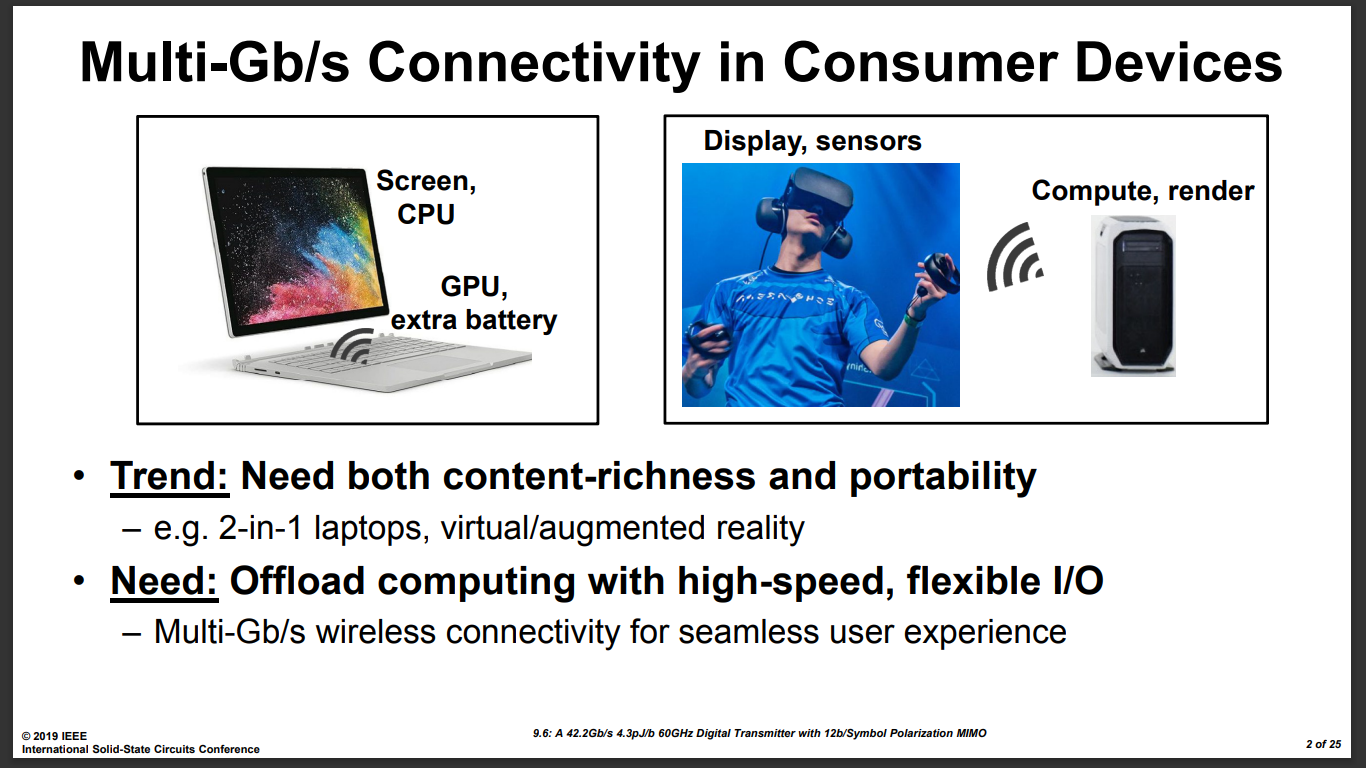 Multi-Gb/s Connectivity in Consumer Devices
Screen,
CPU
GPU,
extra battery
Display, sensors
Compute, render
• Trend: Need both content-richness and portability
– e.g. 2-in-1 laptops, virtual/augmented reality
• Need: Offload computing with high-speed, flexible I/O
– Multi-Gb/s wireless connectivity for seamless user experience
© 2019 IEEE
International Solid-State Circuits Conference
9.6: A 42.2Gb/s 4.3pJ/b 60GHz Digital Transmitter with 12b/Symbol Polarization MIMO
2 of 25